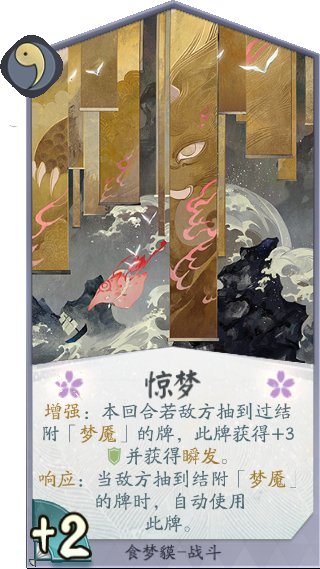 惊梦
增强：本回合若敌方抽到过结
附「梦魇」的牌，此牌获得+3
并获得瞬发。
响应：当敌方抽到结附「梦魇」
的牌时，自动使用
此牌。
+2
食梦貘-战斗